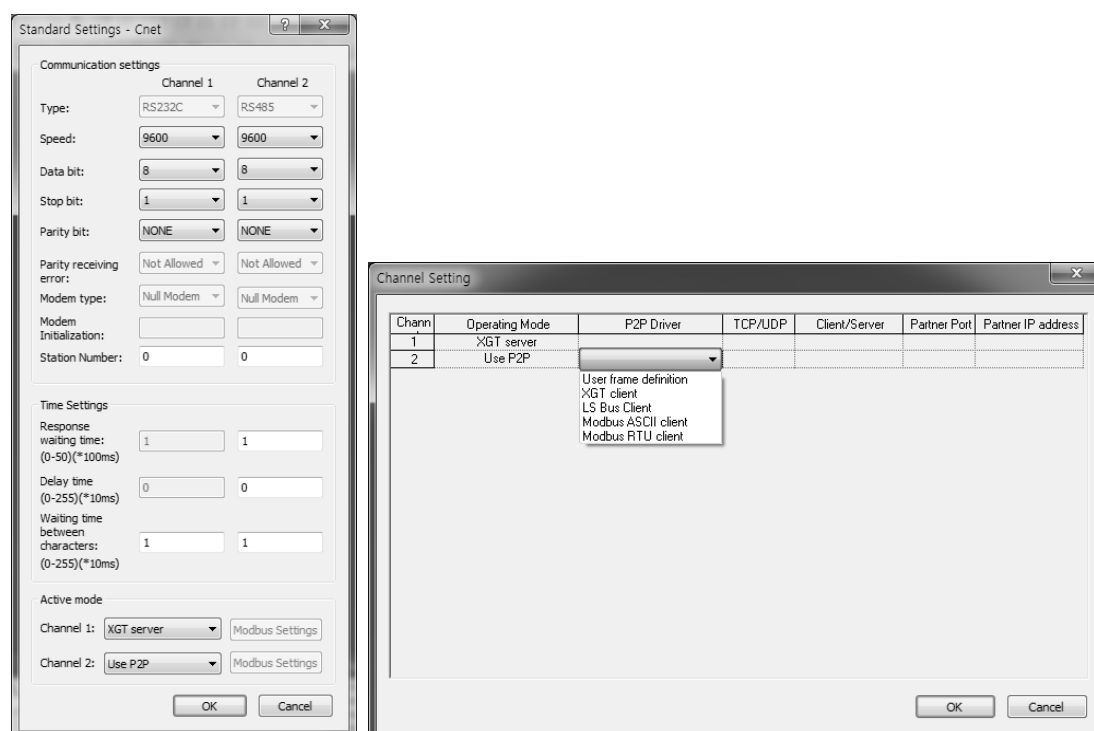 Standard Settings - Cnet
Communication settings
Channel 1 Channel 2
Type: RS232C RS485
Speed: 9600 9600
Data bit: 8 8
Stop bit: 1 1
Parity bit: NONE NONE
Parity receiving error: Not Allowed Not Allowed
Modem type: Null Modem Null Modem
Modem Initialization:
Station Number: 0 0
Time Settings
Response
waiting time: 1 1
(0-50)(*100ms)
Delay time 0 0
(0-255)(*10ms)
Waiting time
between
characters: 1 1
(0-255)(*10ms)
Active mode
Channel 1: XGT server Modbus Settings
Channel 2: Use P2P Modbus Settings
OK Cancel
Channel Setting
Chann Operating Mode P2P Driver TCP/UDP Client/Server Partner Port Partner IP address
1 XGT server
2 Use P2P
User frame definition
XGT client
LS Bus Client
Modbus ASCII client
Modbus RTU client
OK Cancel